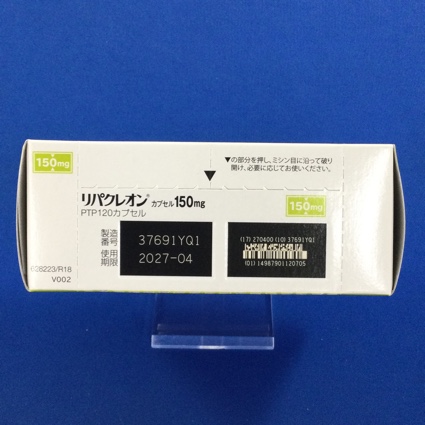 150mg
▼の部分を押し、ミシン目に沿って破り
開け、必要に応じてお使いください。
▼
リパクレオン® カプセル150mg
PTP120カプセル
150mg
製造番号 37691YQ1
使用期限 2027-04
(17) 270400 (10) 37691YQ1
(01) 14987901120705
038223/R18
V002